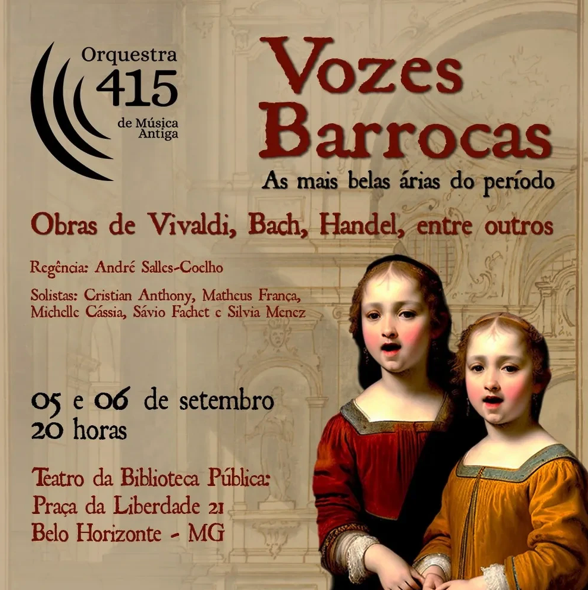 Orquestra
415
de Música
Antiga
Vozes
Barrocas
As mais belas árias do período
Obras de Vivaldi, Bach, Handel, entre outros
Regência: André Salles-Coelho
Solistas: Cristian Anthony, Matheus França,
Michelle Cássia, Sávio Fachet e Silvia Menez
05 e 06 de setembro
20 horas
Teatro da Biblioteca Pública:
Praça da Liberdade 21
Belo Horizonte - MG